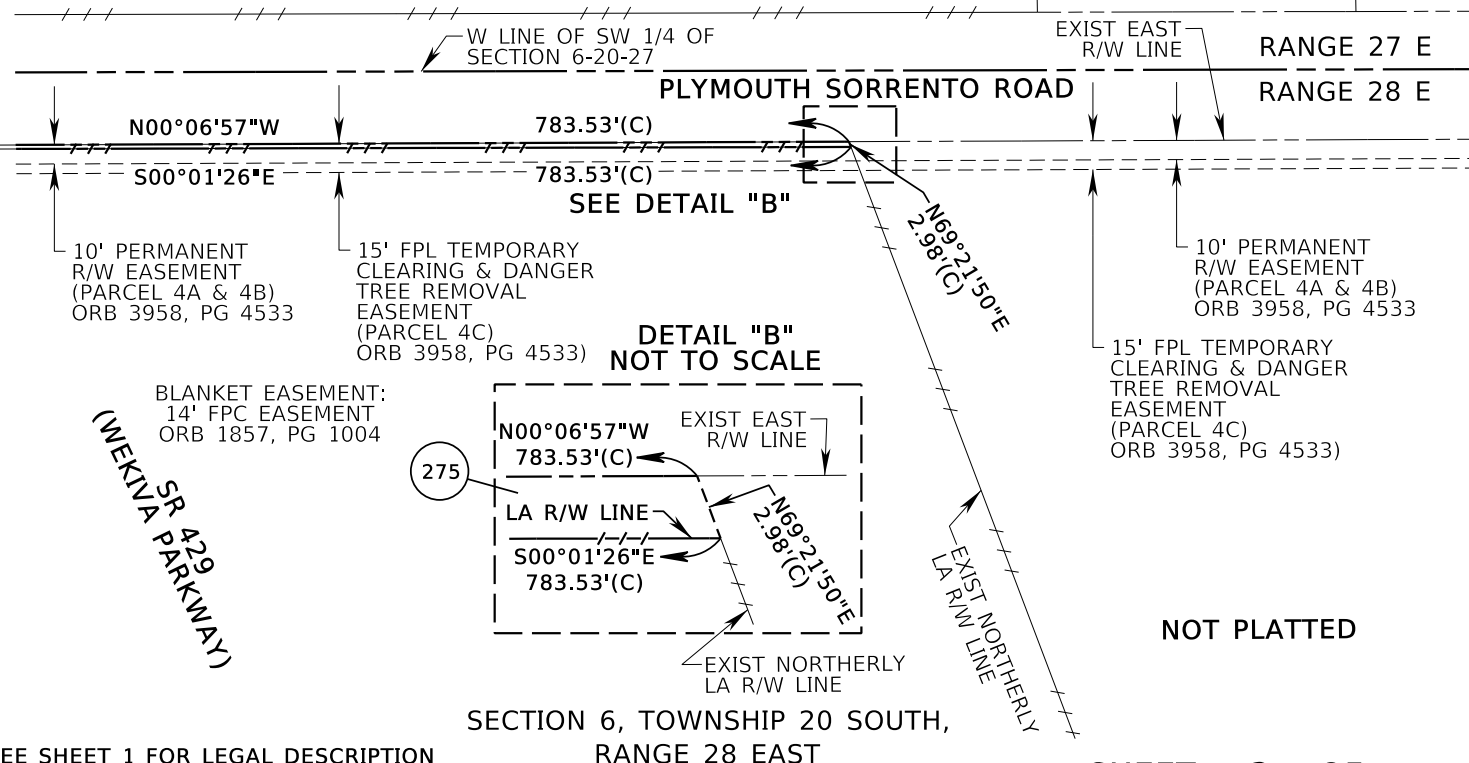 W LINE OF SW 1/4 OF
SECTION 6-20-27
EXIST EAST
R/W LINE
RANGE 27 E
RANGE 28 E
PLYMOUTH SORRENTO ROAD
N00°06'57"W
783.53'(C)
S00°01'26"E
783.53'(C)
SEE DETAIL "B"
N69°21'50"E
2.98'(C)
10' PERMANENT
R/W EASEMENT
(PARCEL 4A & 4B)
ORB 3958, PG 4533
15' FPL TEMPORARY
CLEARING & DANGER
TREE REMOVAL
EASEMENT
(PARCEL 4C)
ORB 3958, PG 4533)
10' PERMANENT
R/W EASEMENT
(PARCEL 4A & 4B)
ORB 3958, PG 4533
15' FPL TEMPORARY
CLEARING & DANGER
TREE REMOVAL
EASEMENT
(PARCEL 4C)
ORB 3958, PG 4533)
BLANKET EASEMENT:
14' FPC EASEMENT
ORB 1857, PG 1004
SR 429
(WEKIVA PARKWAY)
DETAIL "B"
NOT TO SCALE
EXIST EAST
R/W LINE
N00°06'57"W
783.53'(C)
275
LA R/W LINE
S00°01'26"E
783.53'(C)
N69°21'50"E
2.98'(C)
EXIST NORTHERLY
LA R/W LINE
EXIST NORTHERLY
LA R/W LINE
NOT PLATTED
SECTION 6, TOWNSHIP 20 SOUTH,
RANGE 28 EAST
EE SHEET 1 FOR LEGAL DESCRIPTION